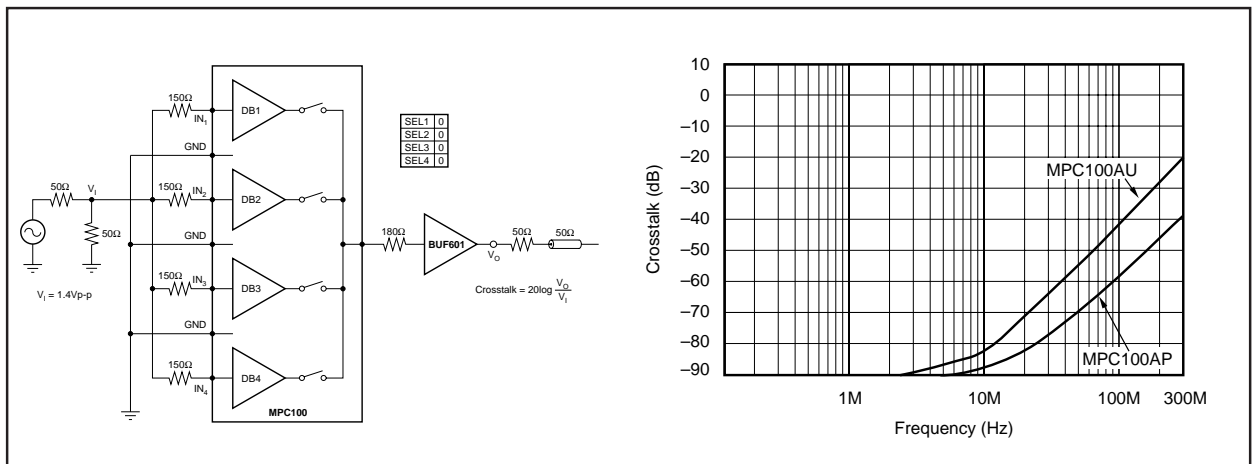 150Ω
IN1
DB1
GND
SEL1 0
SEL2 0
SEL3 0
SEL4 0
50Ω
VI
150Ω
IN2
DB2
50Ω
GND
180Ω
BUF601
VO
50Ω
50Ω
VI = 1.4Vp-p
150Ω
IN3
DB3
Crosstalk = 20log VO
VI
GND
150Ω
IN4
DB4
MPC100
Crosstalk (dB)
10
0
–10
–20
–30
–40
–50
–60
–70
–80
–90
MPC100AU
MPC100AP
1M
10M
100M
300M
Frequency (Hz)